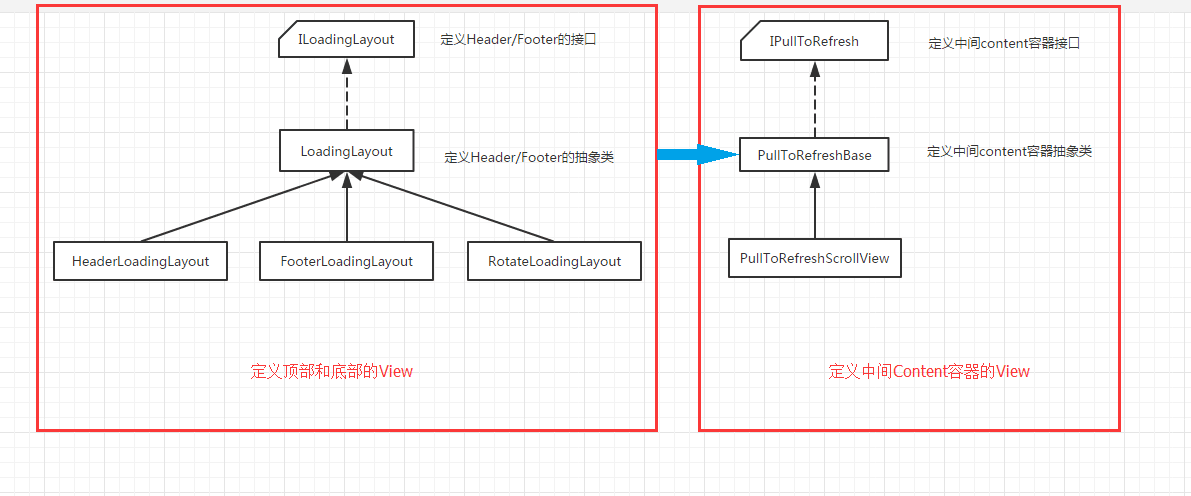 ILoadingLayout
定义Header/Footer的接口
LoadingLayout
定义Header/Footer的抽象类
HeaderLoadingLayout
FooterLoadingLayout
RotateLoadingLayout
定义顶部和底部的View
IPullToRefresh
定义中间content容器接口
PullToRefreshBase
定义中间content容器抽象类
PullToRefreshScrollView
定义中间Content容器的View